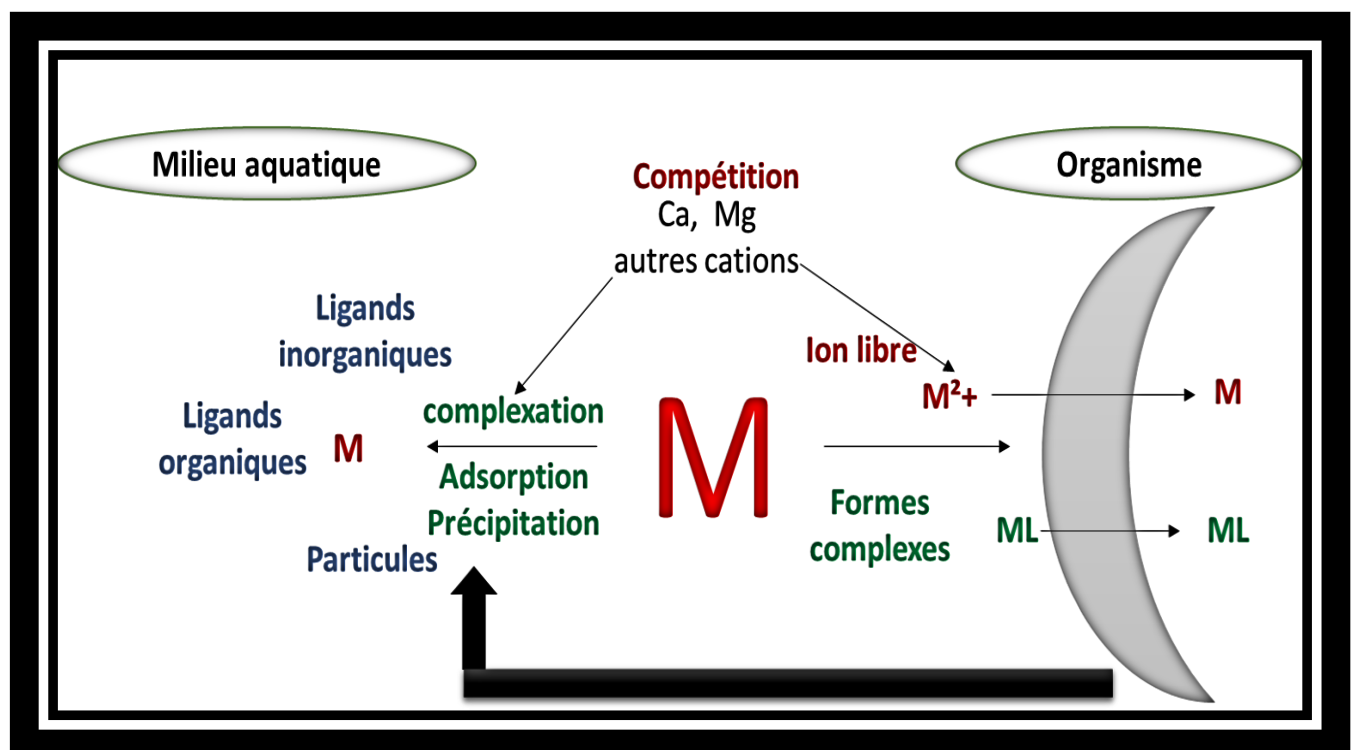 Milieu aquatique
Organisme
Compétition
Ca, Mg
autres cations
Ligands
inorganiques
Ion libre
M²+
M
complexation
Ligands
organiques
M
M
Adsorption
Précipitation
Formes
complexes
ML
ML
Particules